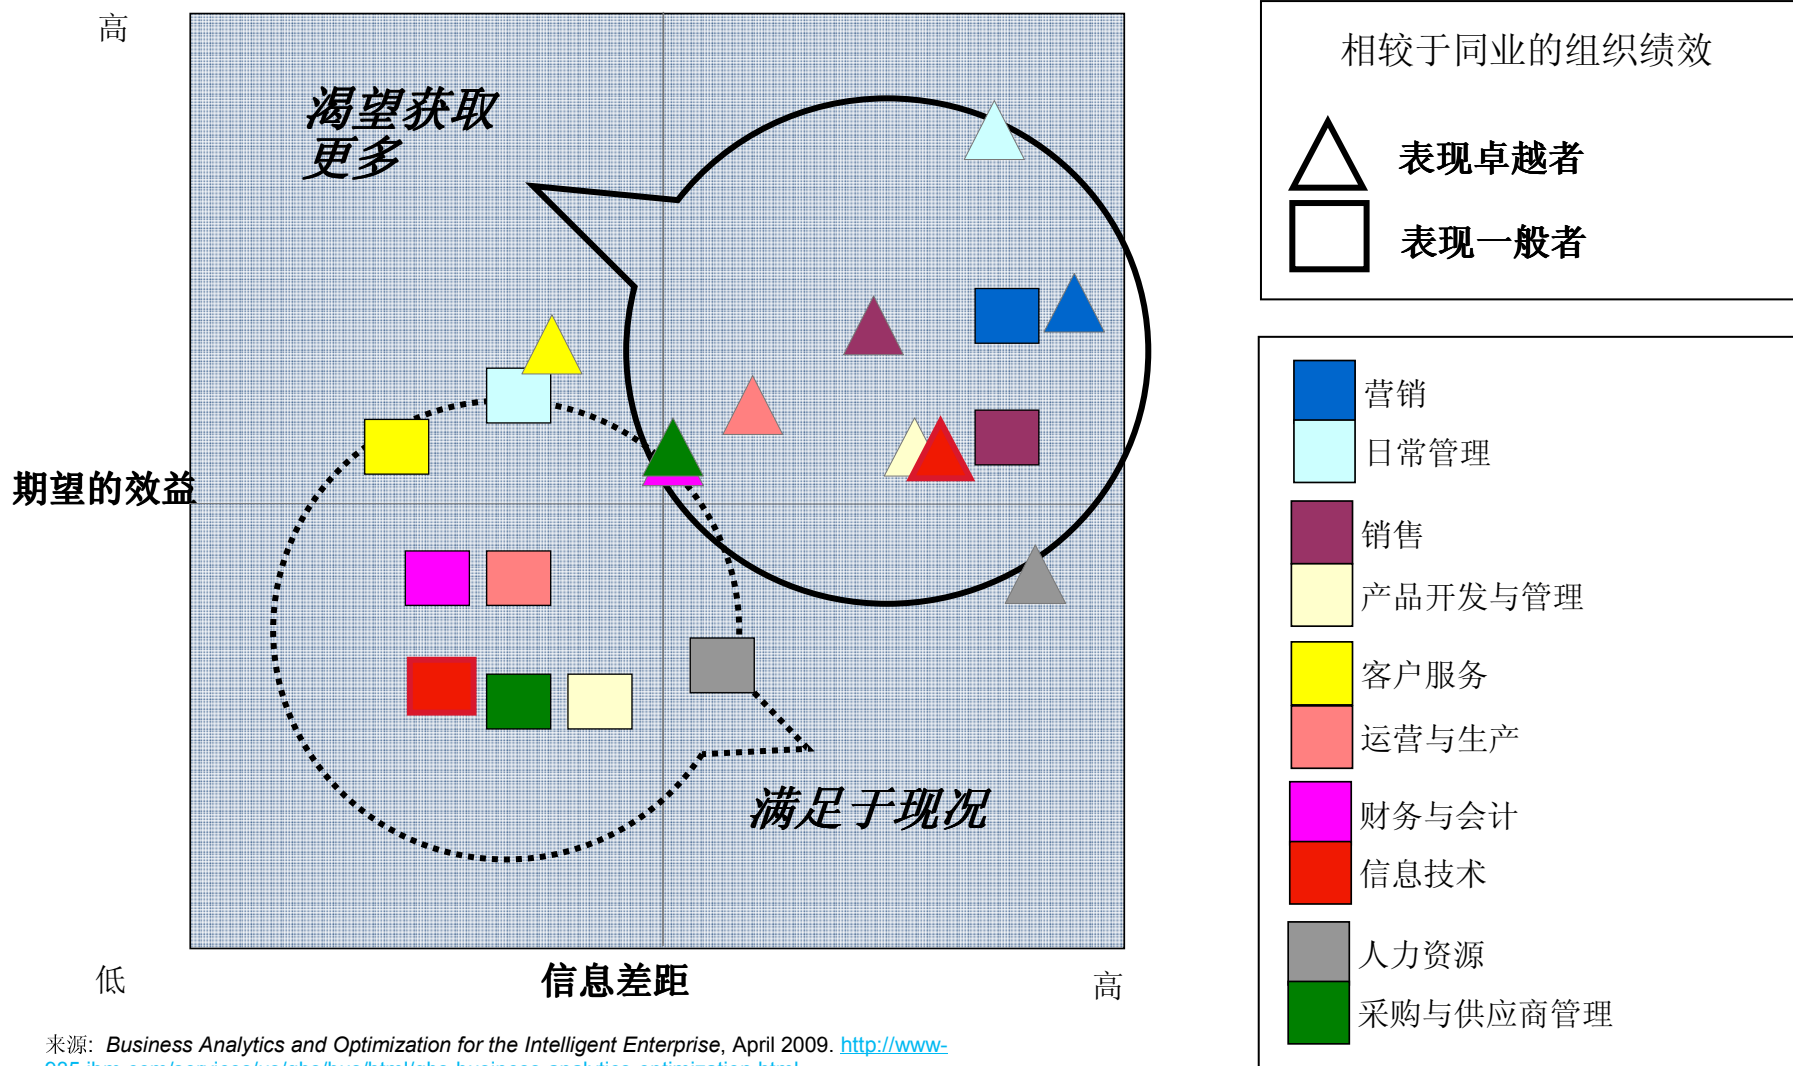 高
渴望获取
更多
期望的效益
满足于现况
低
信息差距
高
相较于同业的组织绩效
表现卓越者
表现一般者
营销
日常管理
销售
产品开发与管理
客户服务
运营与生产
财务与会计
信息技术
人力资源
采购与供应商管理
来源: Business Analytics and Optimization for the Intelligent Enterprise, April 2009. http://www-